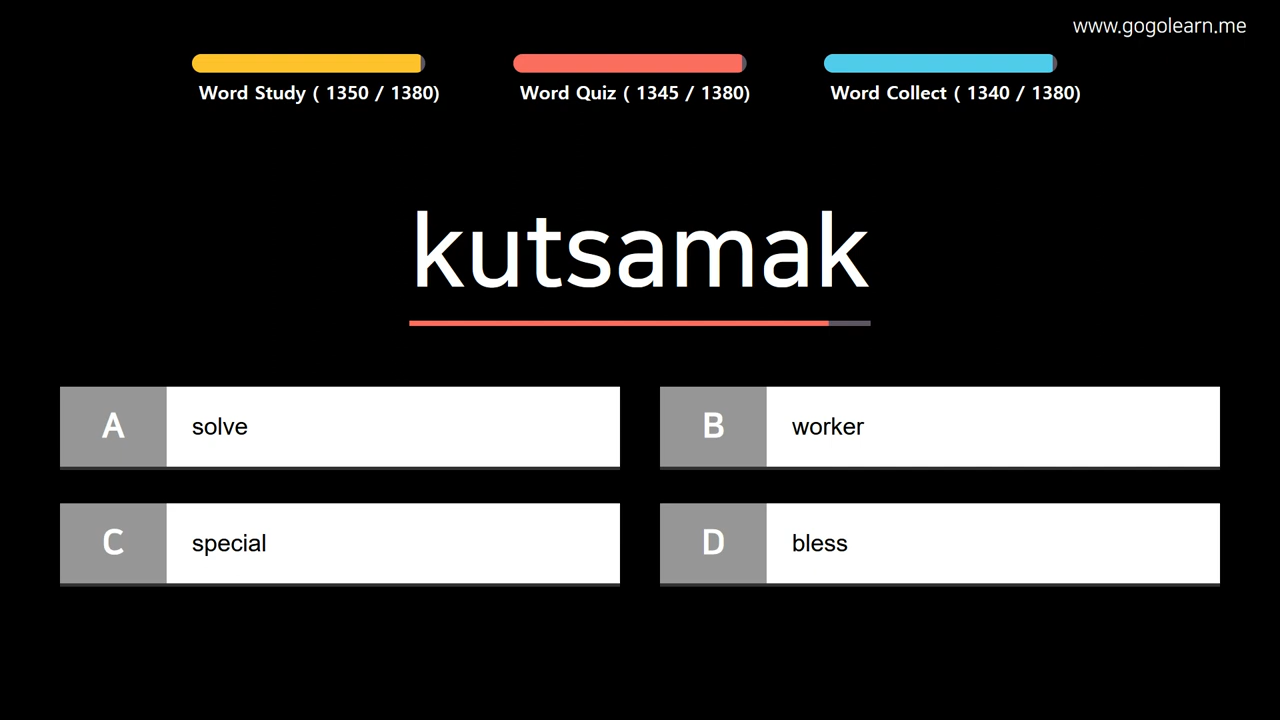 www.gogolearn.me
Word Study ( 1350 / 1380)
Word Quiz ( 1345 / 1380)
Word Collect ( 1340 / 1380)
kutsamak
A solve
B worker
C special
D bless